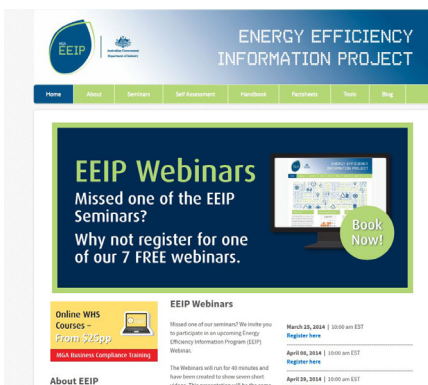 MGA
EEIP
Australian Government
Department of Industry
ENERGY EFFICIENCY
INFORMATION PROJECT
Home About Seminars Self Assessment Handbook Factsheets Tools Blog
EEIP Webinars
Missed one of the EEIP
Seminars?
Why not register for one
of our 7 FREE webinars.
Book
Now!
Online WHS
Courses –
From $25pp
MGA Business Compliance Training
About EEIP
EEIP Webinars
Missed one of our seminars? We invite you
to participate in an upcoming Energy
Efficiency Information Program (EEIP)
Webinar.
The Webinars will run for 40 minutes and
have been created to show seven short
March 25, 2014 | 10:00 am EST
Register here
April 08, 2014 | 10:00 am EST
Register here
April 29, 2014 | 10:00 am EST